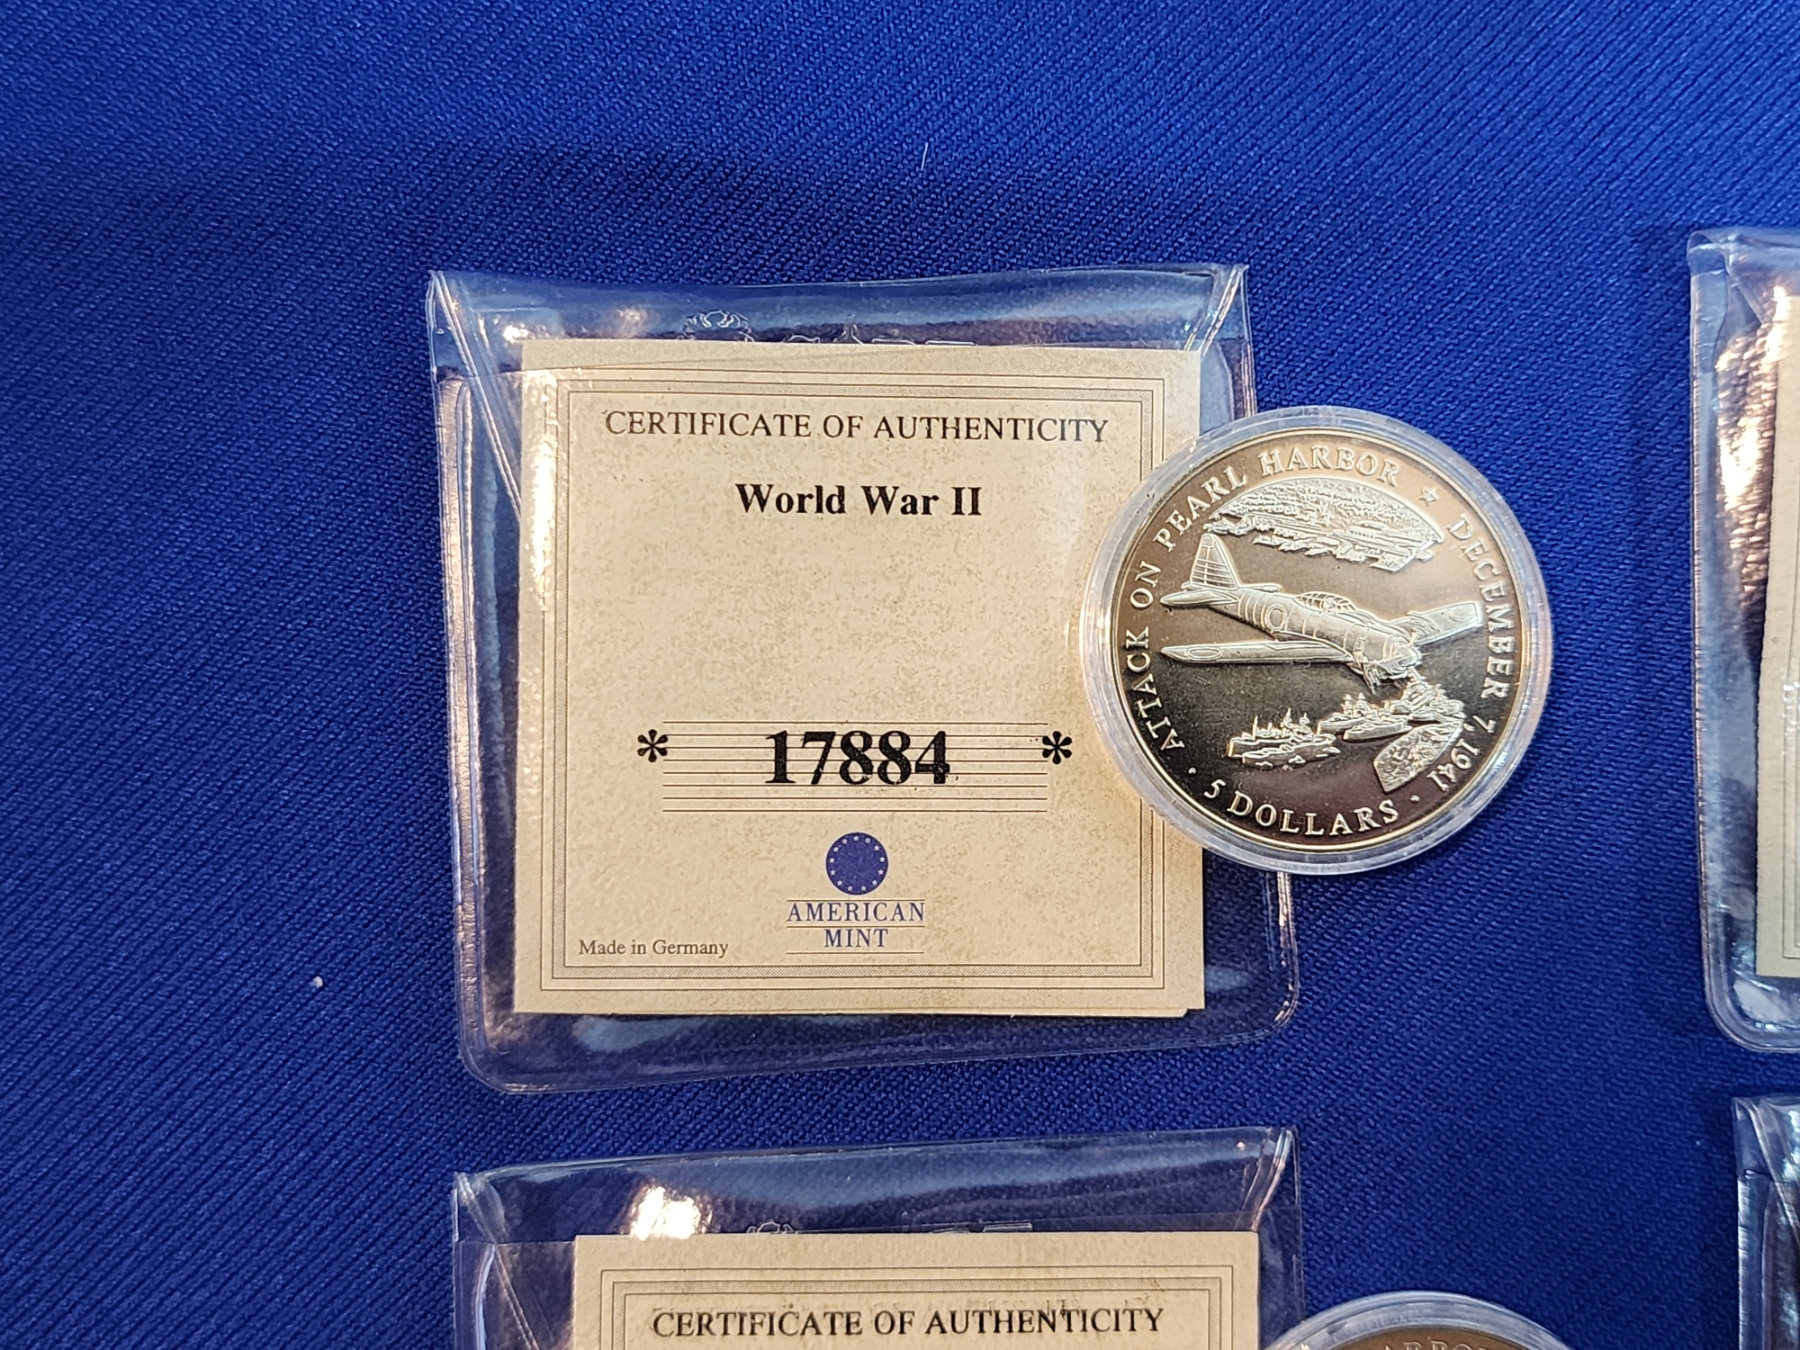 CERTIFICATE OF AUTHENTICITY
World War II
* 17884 *
AMERICAN
MINT
Made in Germany
ATTACK ON PEARL HARBOR ★ DECEMBER 7, 1941
· 5 DOLLARS ·
CERTIFICATE OF AUTHENTICITY